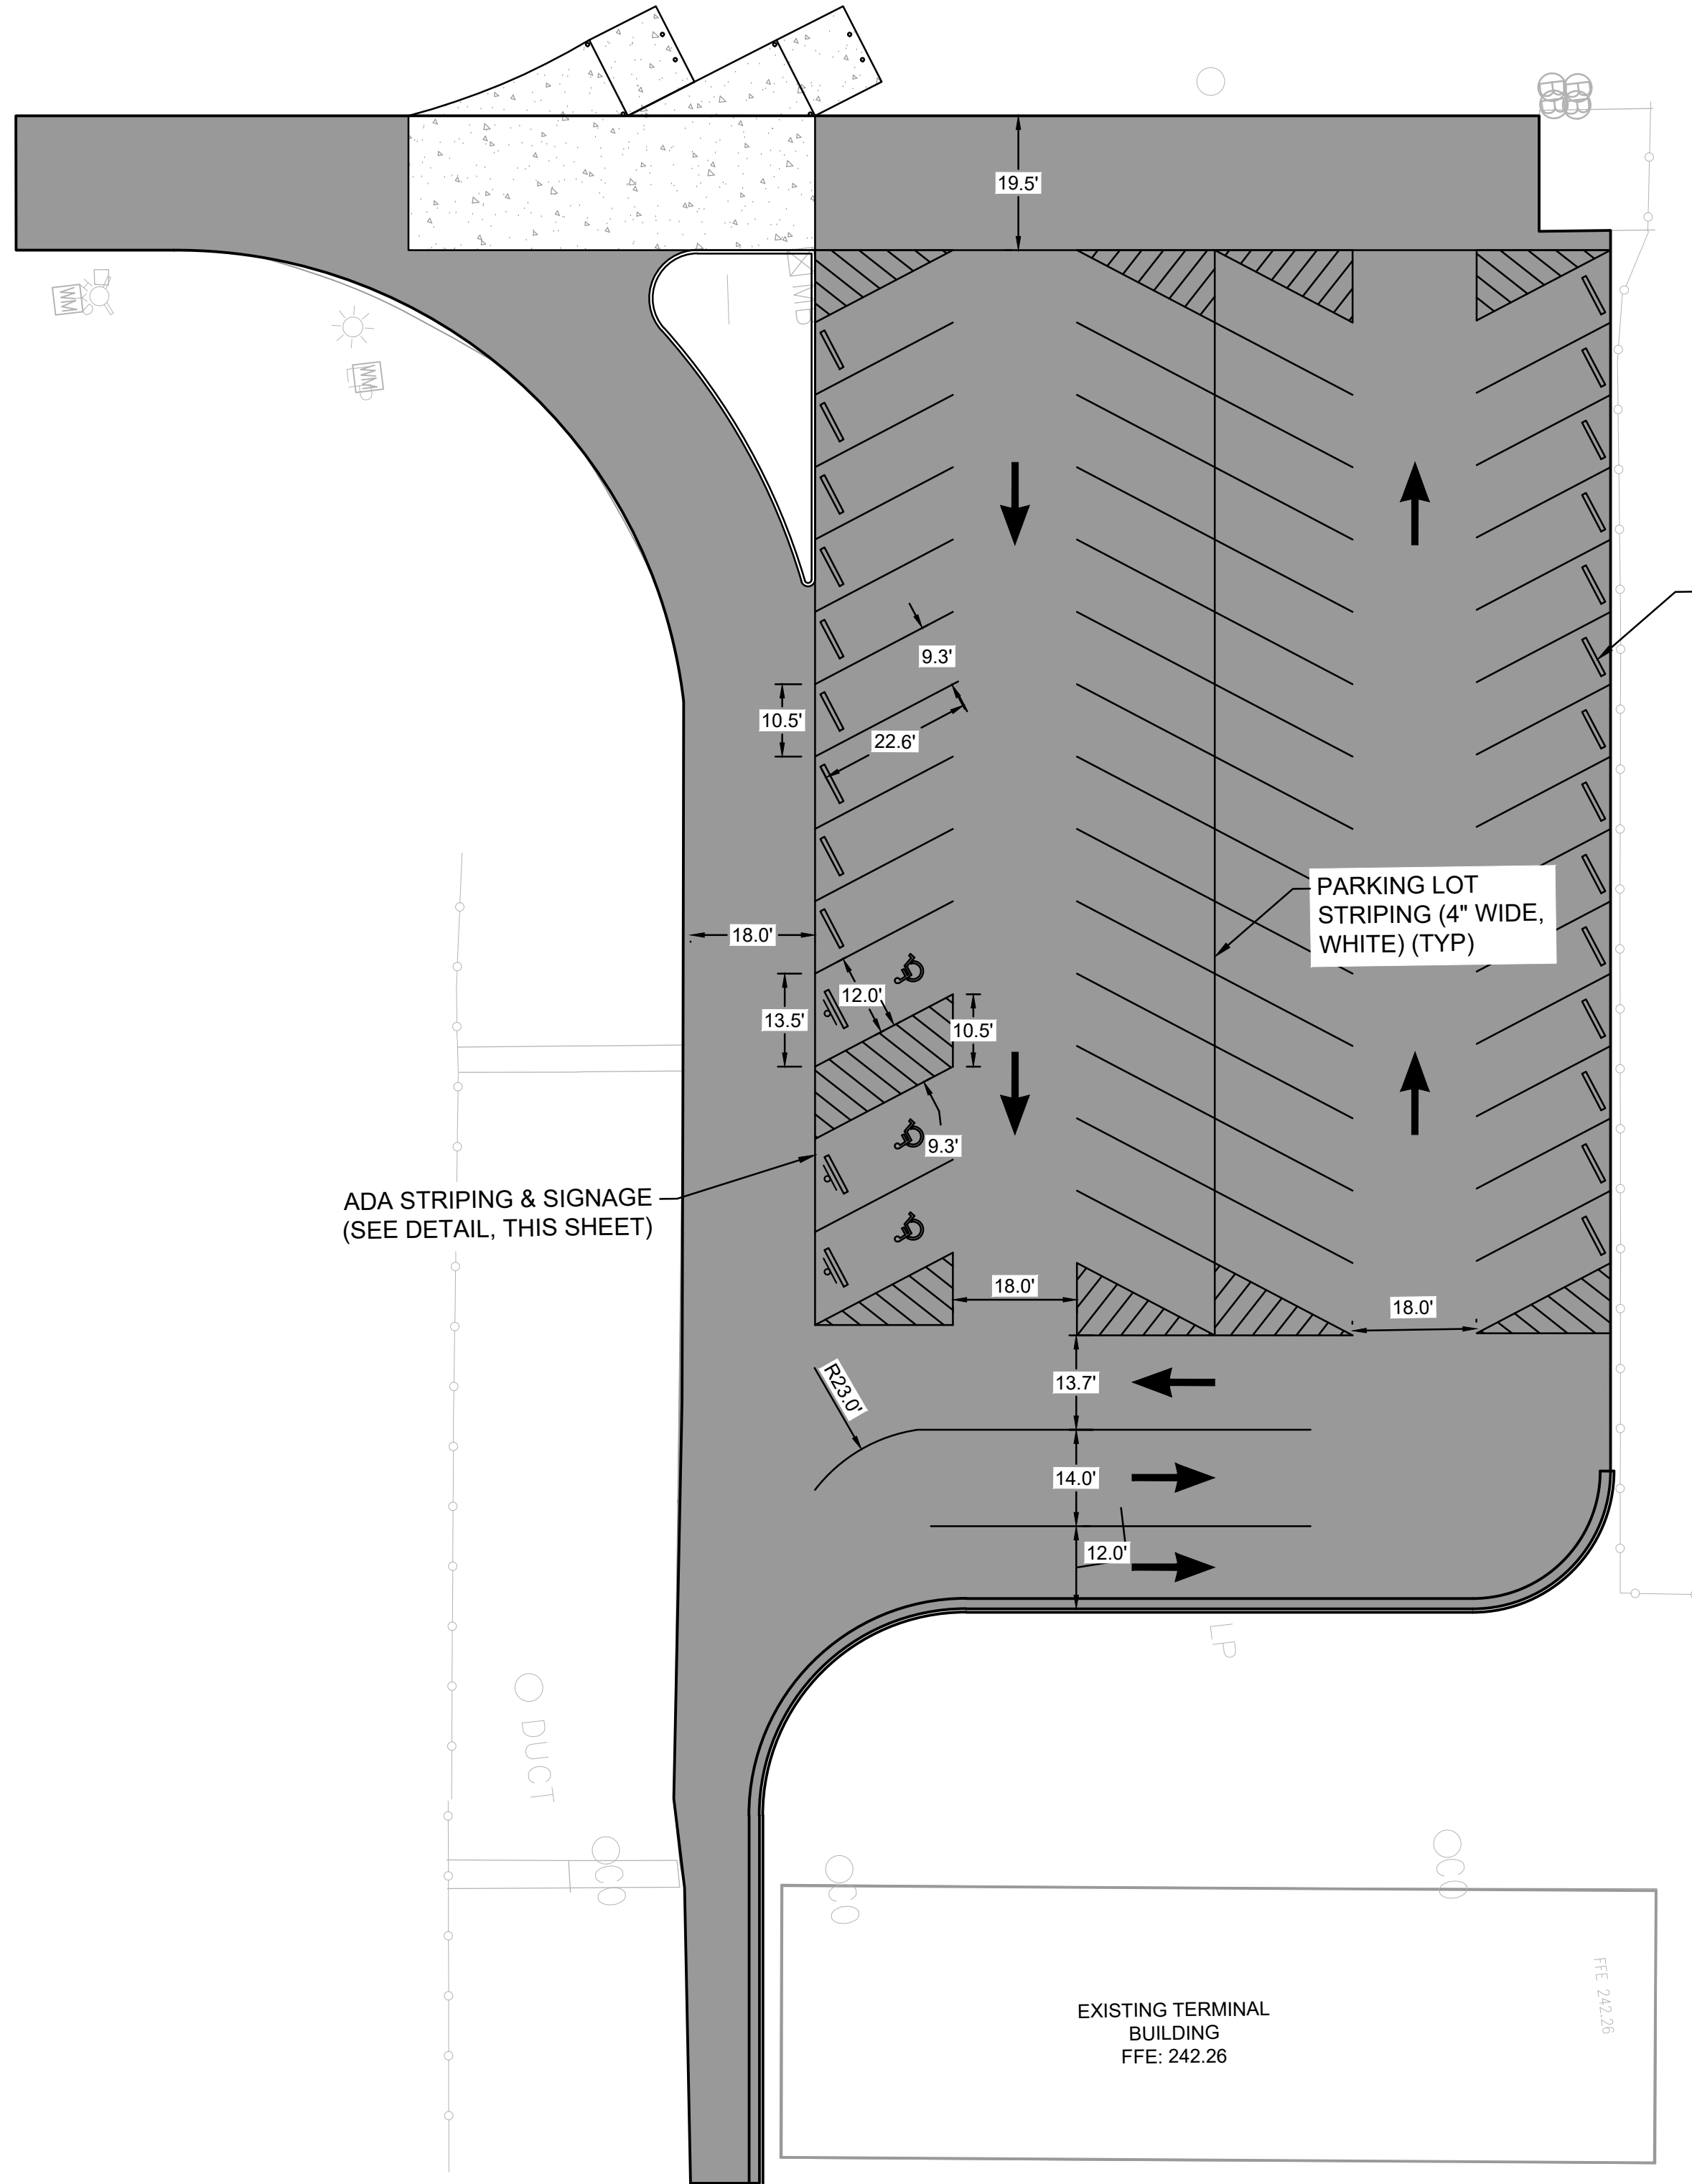 19.5'
MB
W
W
9.3'
10.5'
22.6'
PARKING LOT
STRIPING (4" WIDE,
WHITE) (TYP)
18.0'
12.0'
13.5'
10.5'
9.3'
ADA STRIPING & SIGNAGE
(SEE DETAIL, THIS SHEET)
18.0'
18.0'
R23.0'
13.7'
14.0'
12.0'
LP
DUCT
CO
CO
CO
EXISTING TERMINAL
BUILDING
FFE: 242.26
FFE 242.26